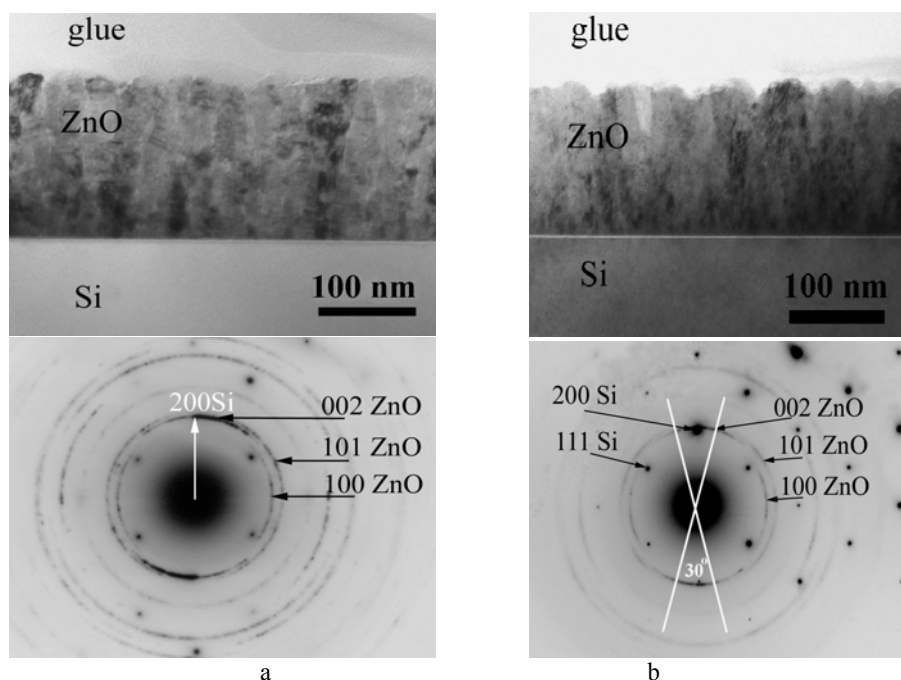 glue
ZnO
Si
100 nm
glue
ZnO
Si
100 nm
200Si
002 ZnO
101 ZnO
100 ZnO
200 Si
111 Si
002 ZnO
101 ZnO
100 ZnO
30°
a
b